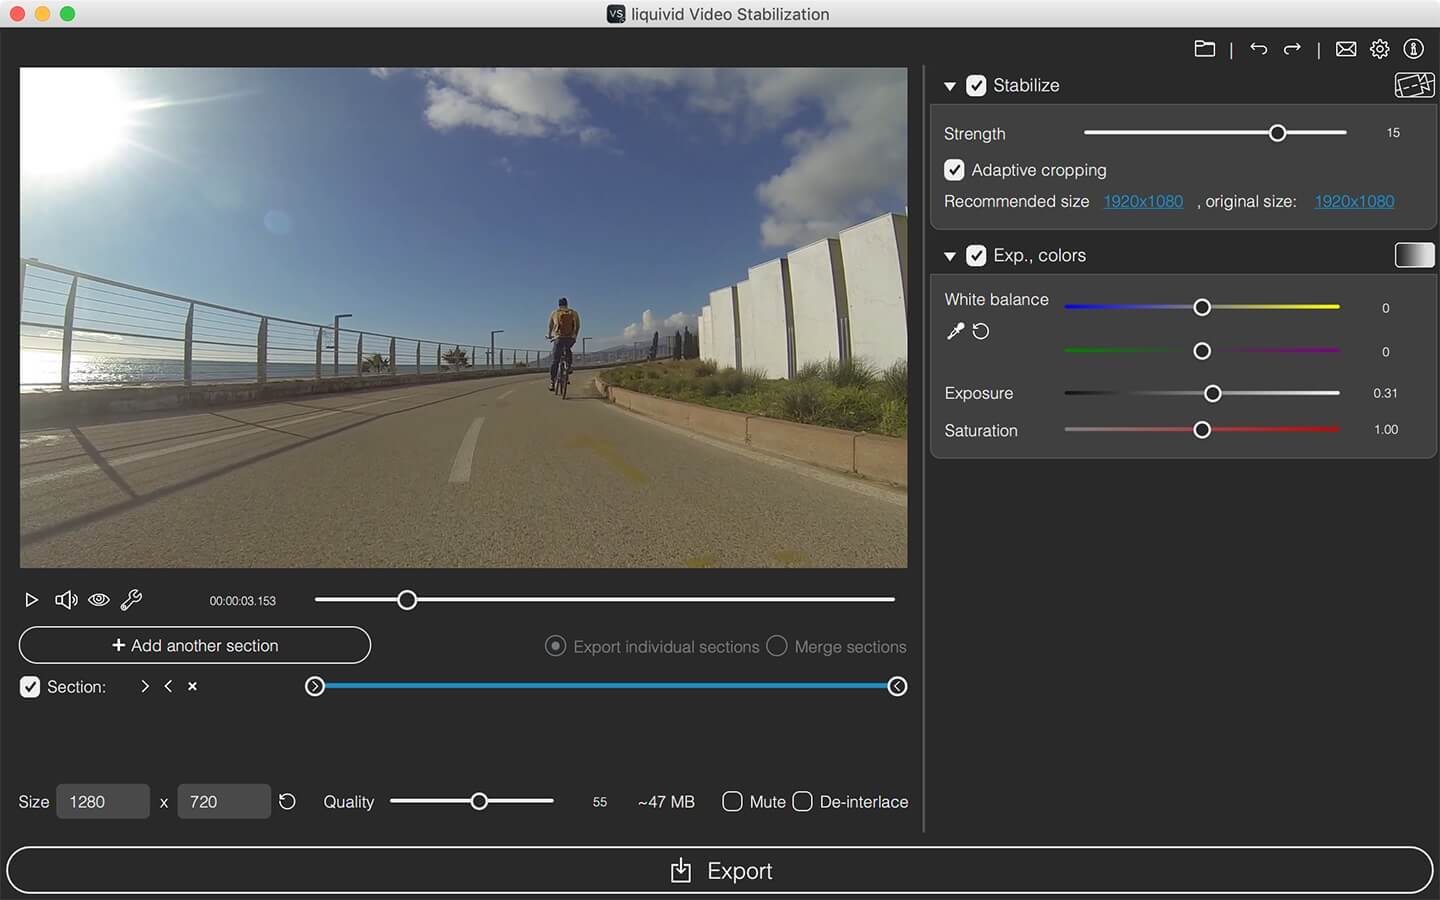 VS liquivid Video Stabilization
Stabilize
Strength 15
Adaptive cropping
Recommended size 1920x1080 , original size: 1920x1080
Exp., colors
White balance 0
0
Exposure 0.31
Saturation 1.00
00:00:03.153
+ Add another section Export individual sections Merge sections
Section:
Size 1280 x 720 Quality 55 ~47 MB Mute De-interlace
Export